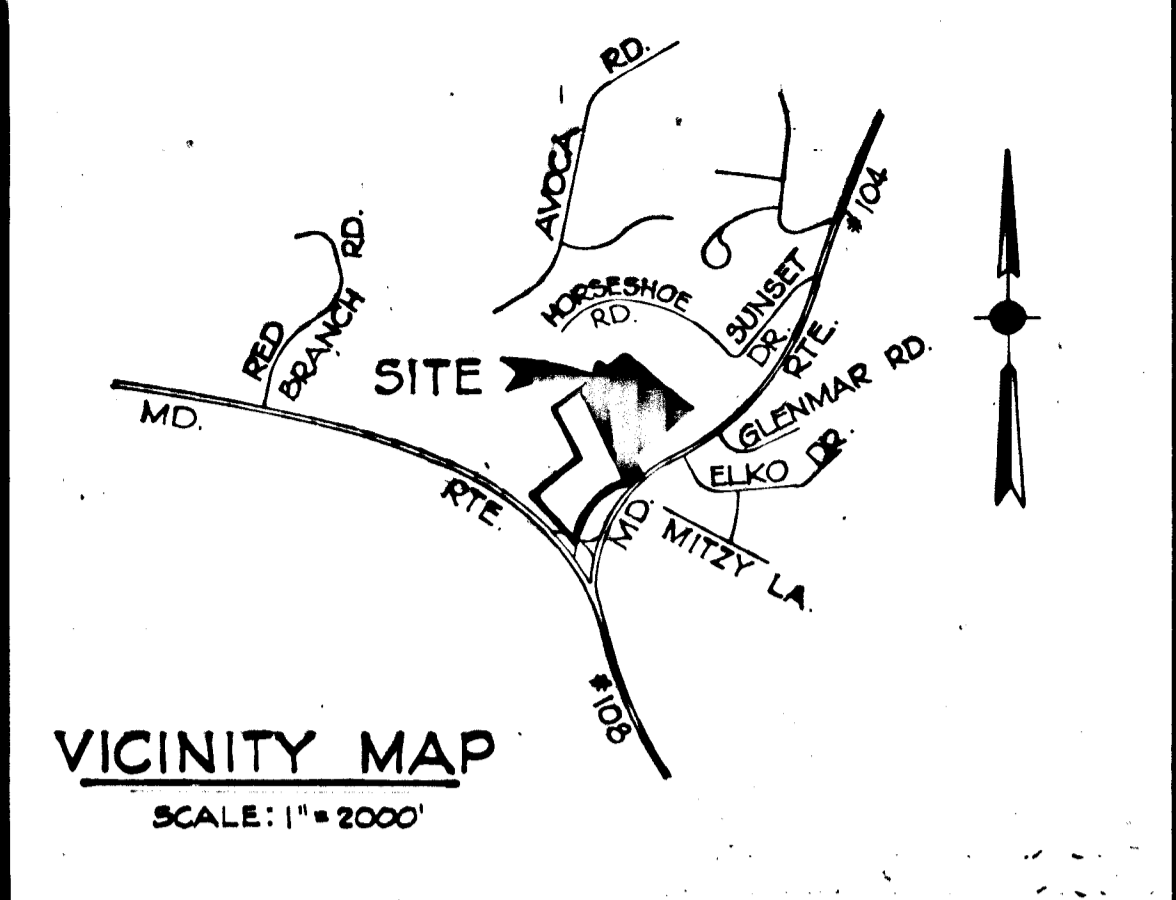 AVOCA RD.
#104
RED BRANCH RD.
HORSESHOE
RD.
SUNSET
DR.
SITE
GLENMAR RD.
ELKO DR.
MD. RTE. #108
MD. RTE.
MITZY LA.
VICINITY MAP
SCALE: 1" = 2000'